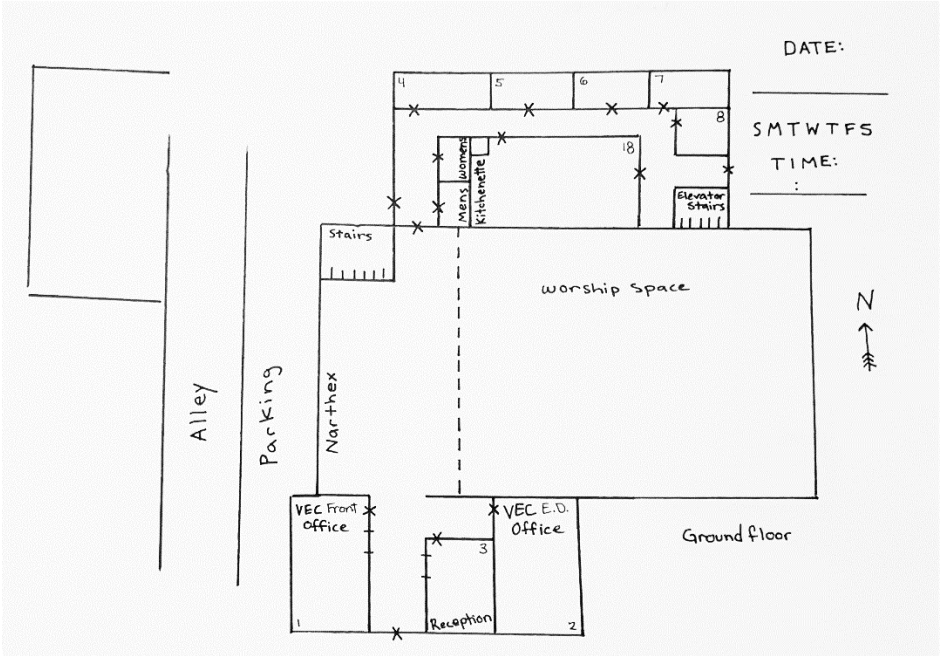 DATE:
S M T W T F S
TIME:
:
4
5
6
7
8
18
Womens
Mens
Kitchenette
Elevator
Stairs
Stairs
Worship Space
N
Narthex
Alley
Parking
VEC Front
Office
VEC E.D.
Office
Ground floor
3
1
Reception
2